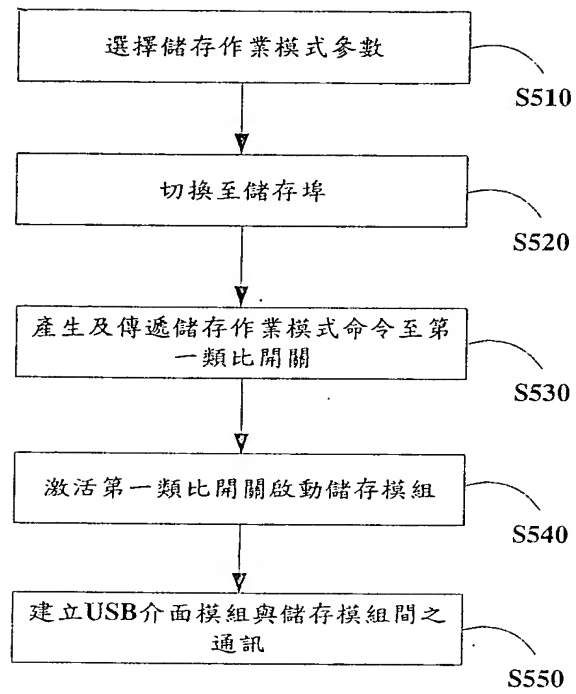 選擇儲存作業模式參數
S510
切換至儲存埠
S520
產生及傳遞儲存作業模式命令至第
一類比開關
S530
激活第一類比開關啟動儲存模組
S540
建立USB介面模組與儲存模組間之
通訊
S550